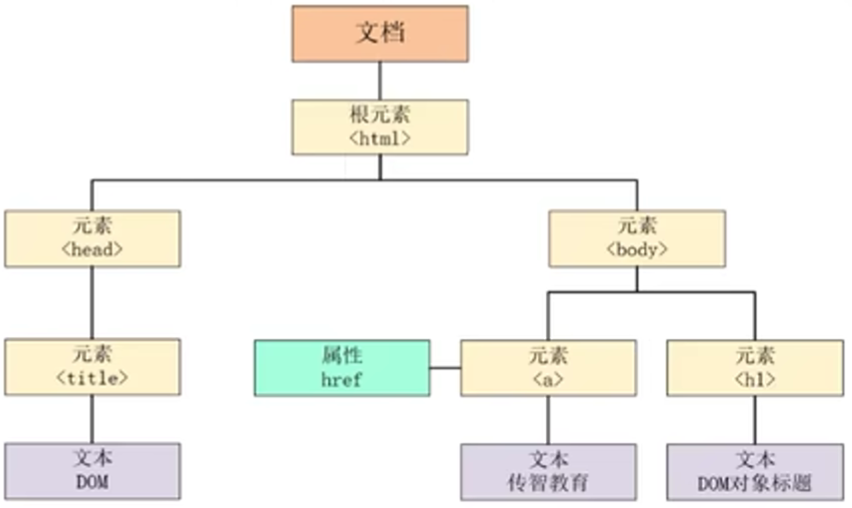 文档
根元素
<html>
元素
<head>
元素
<body>
元素
<title>
属性
href
元素
<a>
元素
<h1>
文本
DOM
文本
传智教育
文本
DOM对象标题